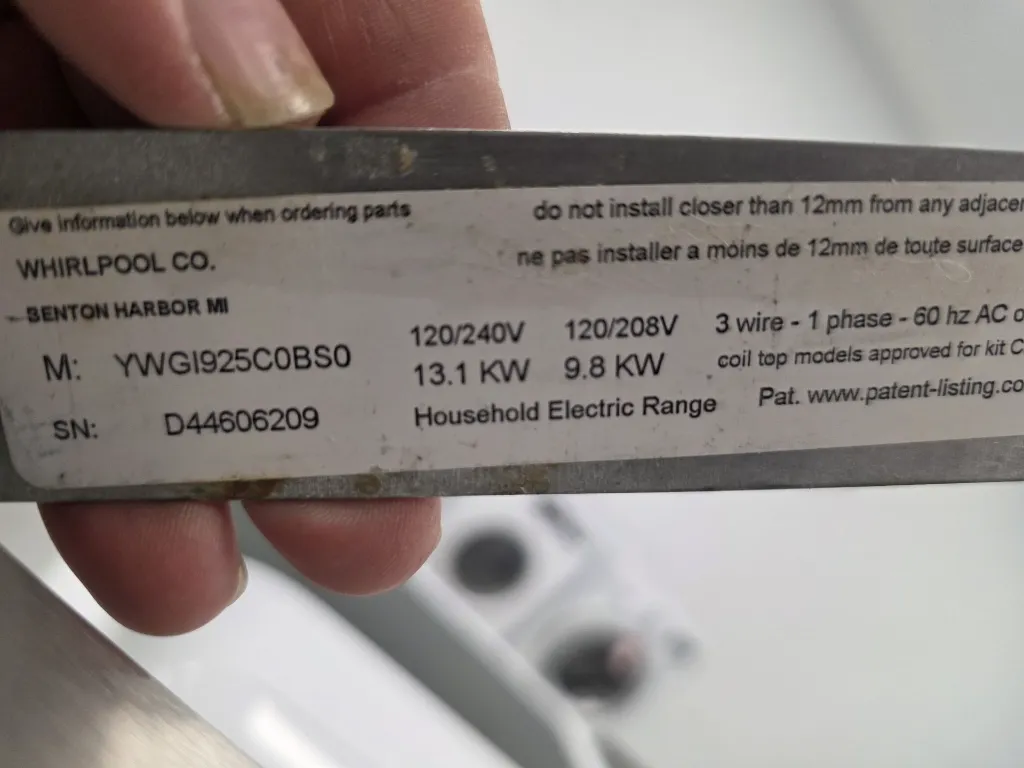 Give information below when ordering parts
do not install closer than 12mm from any adjacen
WHIRLPOOL CO.
ne pas installer a moins de 12mm de toute surface
BENTON HARBOR MI
120/240V 120/208V 3 wire - 1 phase - 60 hz AC o
M: YWGI925C0BS0
13.1 KW 9.8 KW coil top models approved for kit C
SN: D44606209
Household Electric Range Pat. www.patent-listing.co